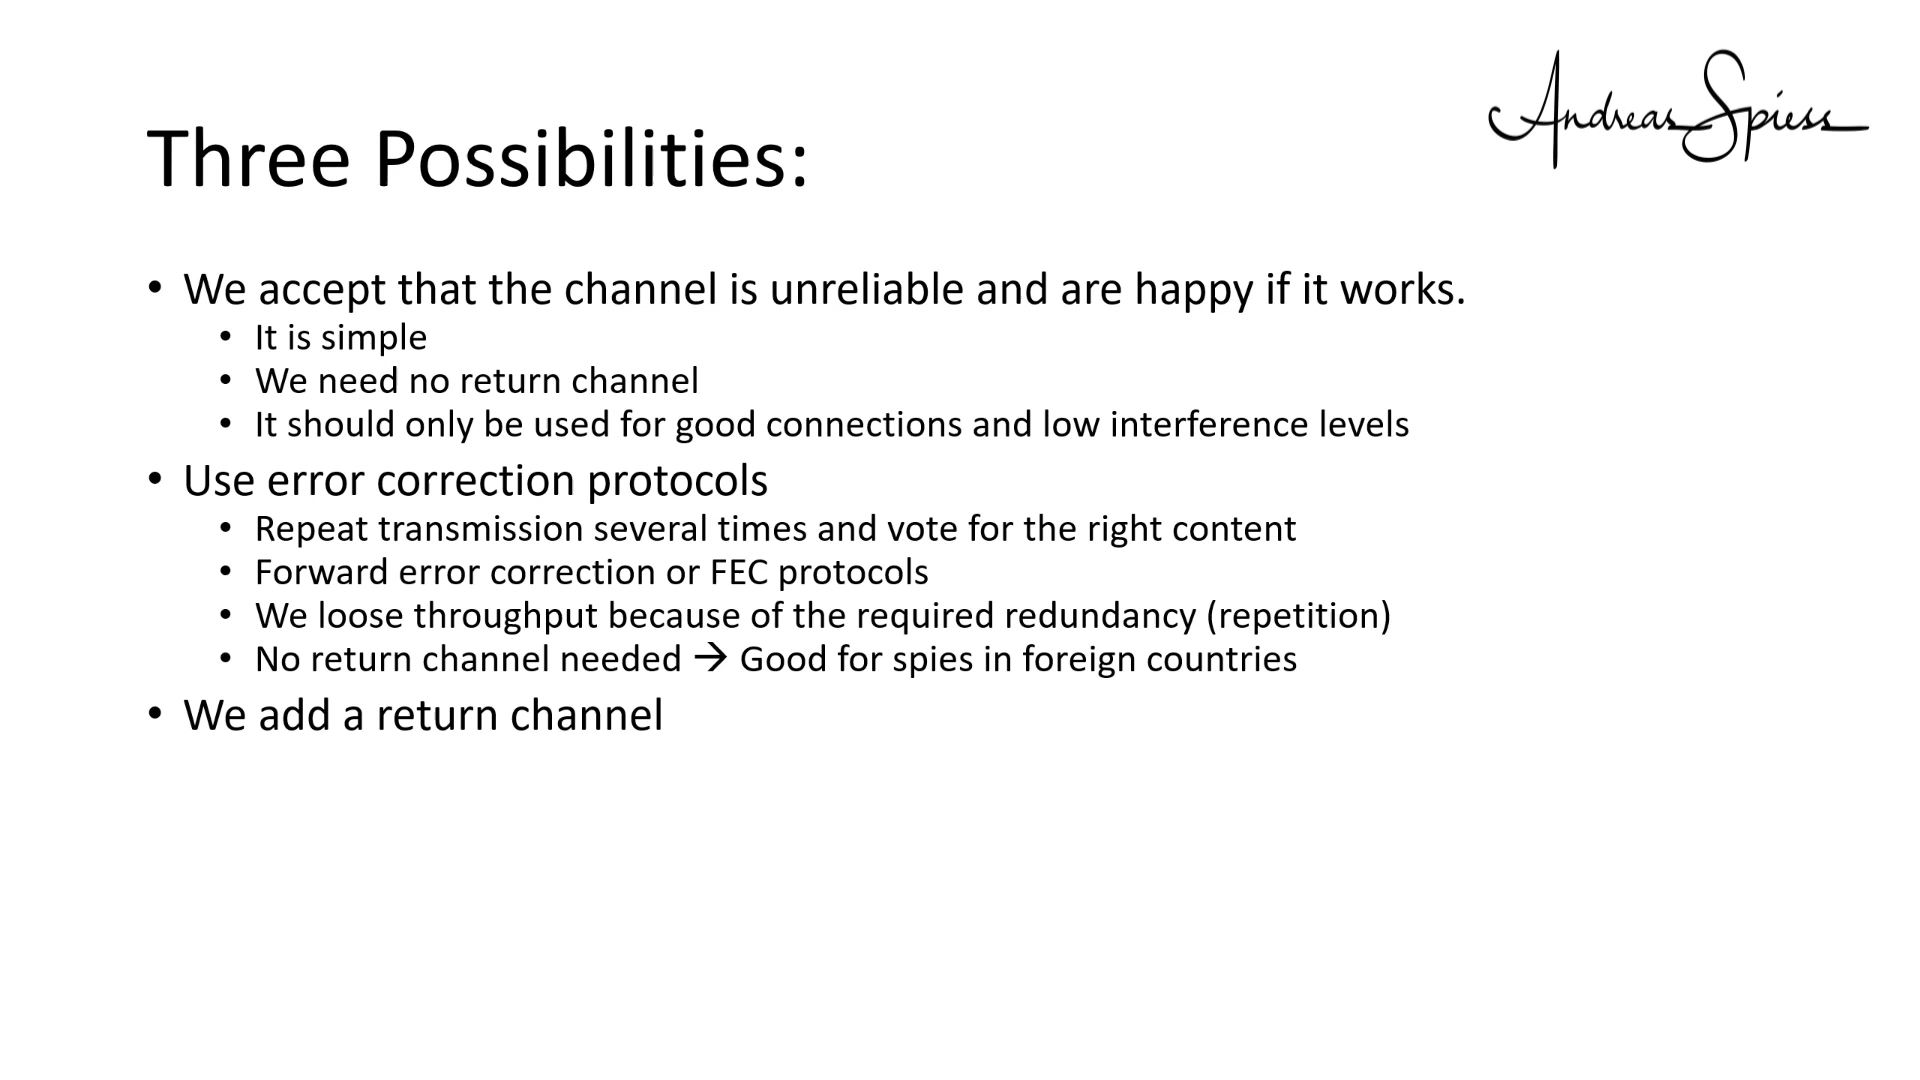 Andreas Spiess
Three Possibilities:
• We accept that the channel is unreliable and are happy if it works.
• It is simple
• We need no return channel
• It should only be used for good connections and low interference levels
• Use error correction protocols
• Repeat transmission several times and vote for the right content
• Forward error correction or FEC protocols
• We loose throughput because of the required redundancy (repetition)
• No return channel needed → Good for spies in foreign countries
• We add a return channel